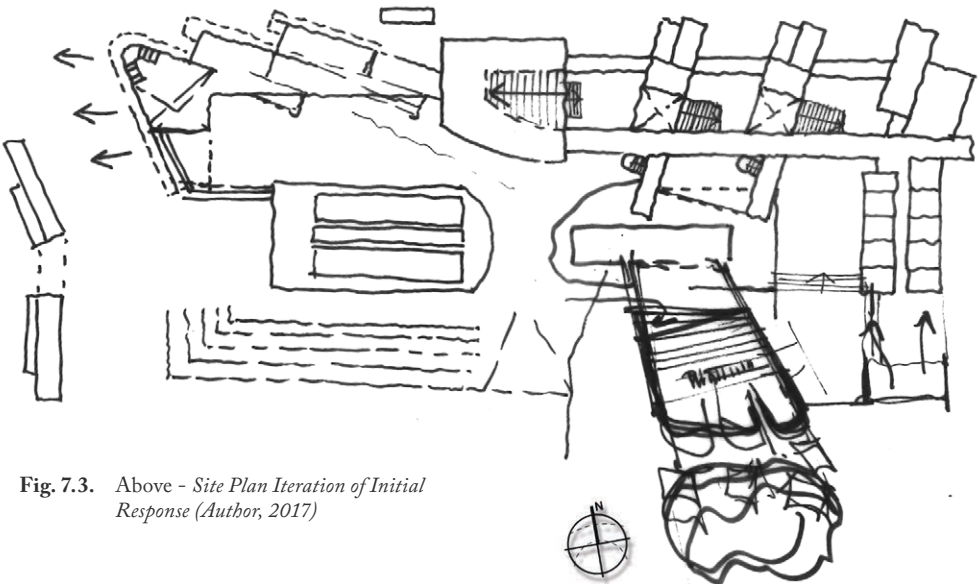 Fig. 7.3. Above - Site Plan Iteration of Initial
Response (Author, 2017)
N